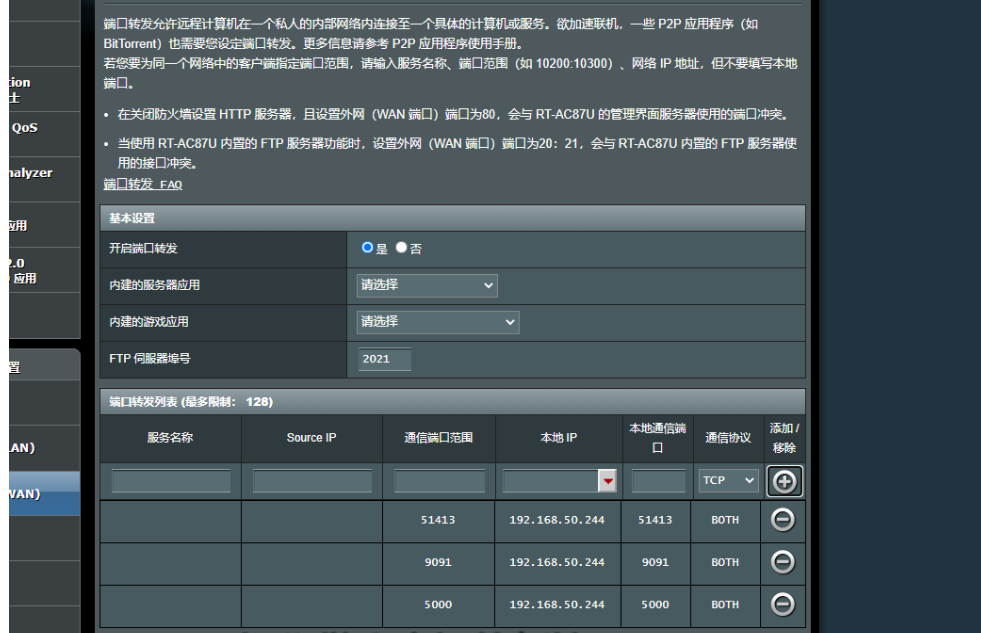 端口转发允许远程计算机在一个私人的内部网络内连接至一个具体的计算机或服务。欲加速联机，一些 P2P 应用程序（如
BitTorrent）也需要您设定端口转发。更多信息请参考 P2P 应用程序使用手册。
若您要为同一个网络中的客户端指定端口范围，请输入服务名称、端口范围（如 10200:10300）、网络 IP 地址，但不要填写本地
端口。
• 在关闭防火墙设置 HTTP 服务器，且设置外网（WAN 端口）端口为80，会与 RT-AC87U 的管理界面服务器使用的端口冲突。
• 当使用 RT-AC87U 内置的 FTP 服务器功能时，设置外网（WAN 端口）端口为20：21，会与 RT-AC87U 内置的 FTP 服务器使
用的接口冲突。
端口转发 FAQ
tion
士
QoS
nalyzer
应用
2.0
应用
置
LAN)
WAN)
基本设置
开启端口转发 是 否
内建的服务器应用 请选择
内建的游戏应用 请选择
FTP 伺服器埠号 2021
端口转发列表 (最多限制： 128)
服务名称 Source IP 通信端口范围 本地 IP 本地通信端口 通信协议 添加 / 移除
TCP
51413 192.168.50.244 51413 BOTH
9091 192.168.50.244 9091 BOTH
5000 192.168.50.244 5000 BOTH